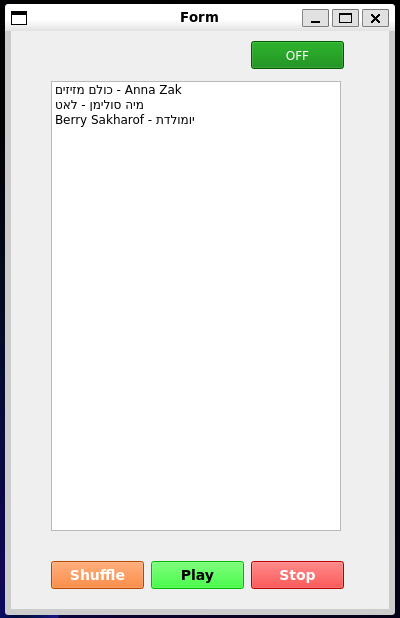 Form
OFF
כולם מזיזים - Anna Zak
מיה סולימן - לאט
Berry Sakharof - יומולדת
Shuffle
Play
Stop